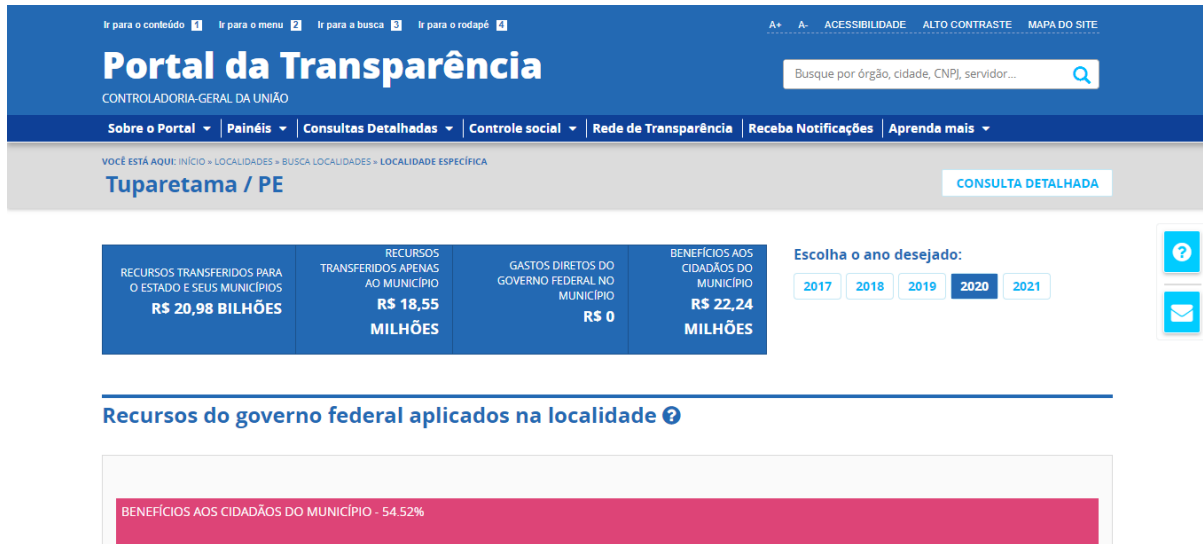 Ir para o conteúdo 1 Ir para o menu 2 Ir para a busca 3 Ir para o rodapé 4
A+ A- ACESSIBILIDADE ALTO CONTRASTE MAPA DO SITE
Portal da Transparência
Busque por órgão, cidade, CNPJ, servidor...
CONTROLADORIA-GERAL DA UNIÃO
Sobre o Portal Painéis Consultas Detalhadas Controle social Rede de Transparência Receba Notificações Aprenda mais
VOCÊ ESTÁ AQUI: INÍCIO » LOCALIDADES » BUSCA LOCALIDADES » LOCALIDADE ESPECÍFICA
Tuparetama / PE
CONSULTA DETALHADA
RECURSOS TRANSFERIDOS PARA
O ESTADO E SEUS MUNICÍPIOS
R$ 20,98 BILHÕES
RECURSOS
TRANSFERIDOS APENAS
AO MUNICÍPIO
R$ 18,55
MILHÕES
GASTOS DIRETOS DO
GOVERNO FEDERAL NO
MUNICÍPIO
R$ 0
BENEFÍCIOS AOS
CIDADÃOS DO
MUNICÍPIO
R$ 22,24
MILHÕES
Escolha o ano desejado:
2017 2018 2019 2020 2021
Recursos do governo federal aplicados na localidade ?
BENEFÍCIOS AOS CIDADÃOS DO MUNICÍPIO - 54.52%